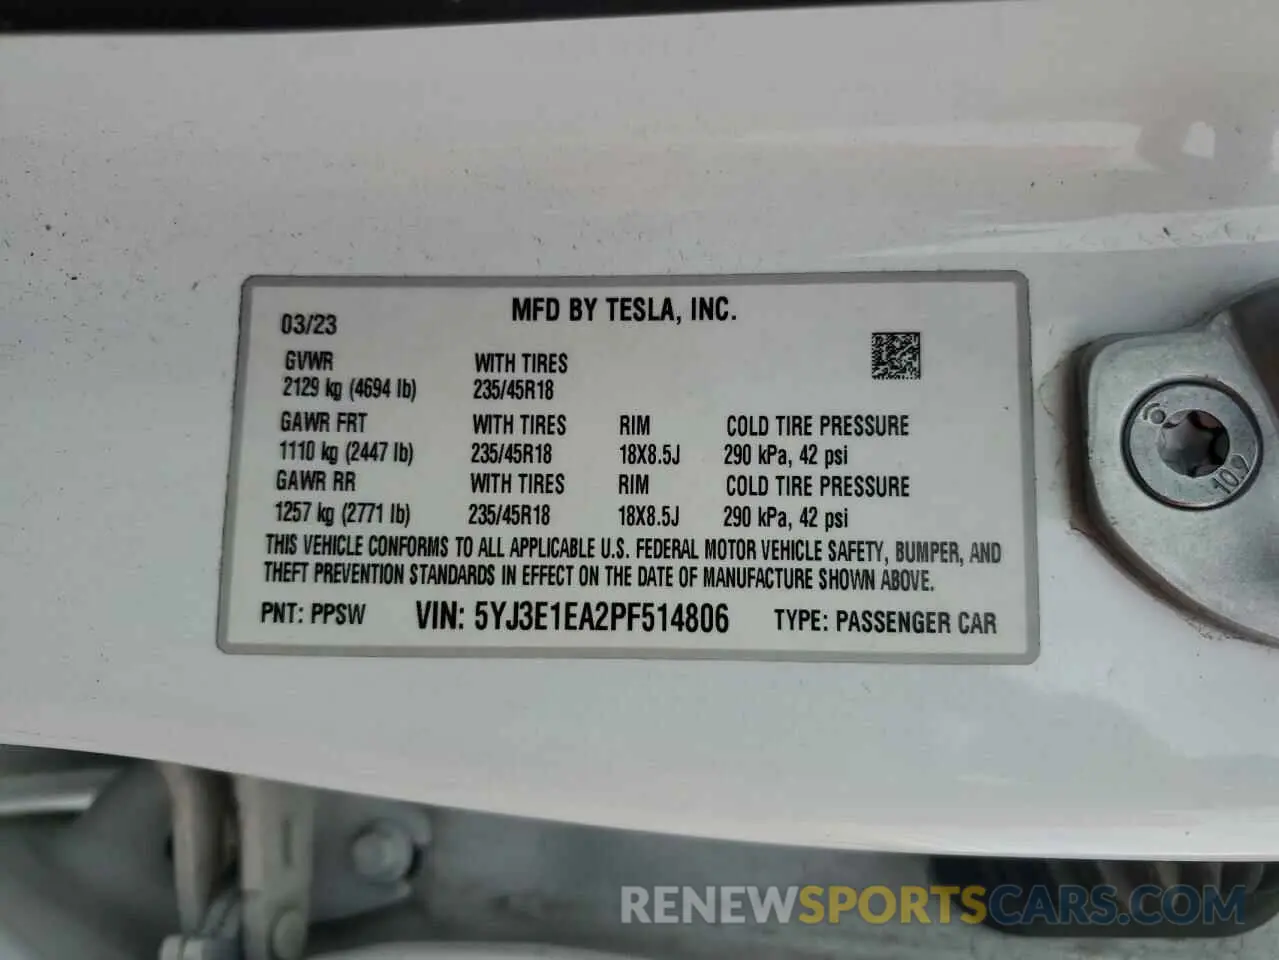 MFD BY TESLA, INC.
03/23
GVWR WITH TIRES
2129 kg (4694 lb) 235/45R18
GAWR FRT WITH TIRES RIM COLD TIRE PRESSURE
1110 kg (2447 lb) 235/45R18 18X8.5J 290 kPa, 42 psi
GAWR RR WITH TIRES RIM COLD TIRE PRESSURE
1257 kg (2771 lb) 235/45R18 18X8.5J 290 kPa, 42 psi
THIS VEHICLE CONFORMS TO ALL APPLICABLE U.S. FEDERAL MOTOR VEHICLE SAFETY, BUMPER, AND
THEFT PREVENTION STANDARDS IN EFFECT ON THE DATE OF MANUFACTURE SHOWN ABOVE.
PNT: PPSW VIN: 5YJ3E1EA2PF514806 TYPE: PASSENGER CAR
10.9
RENEWSPORTSCARS.COM